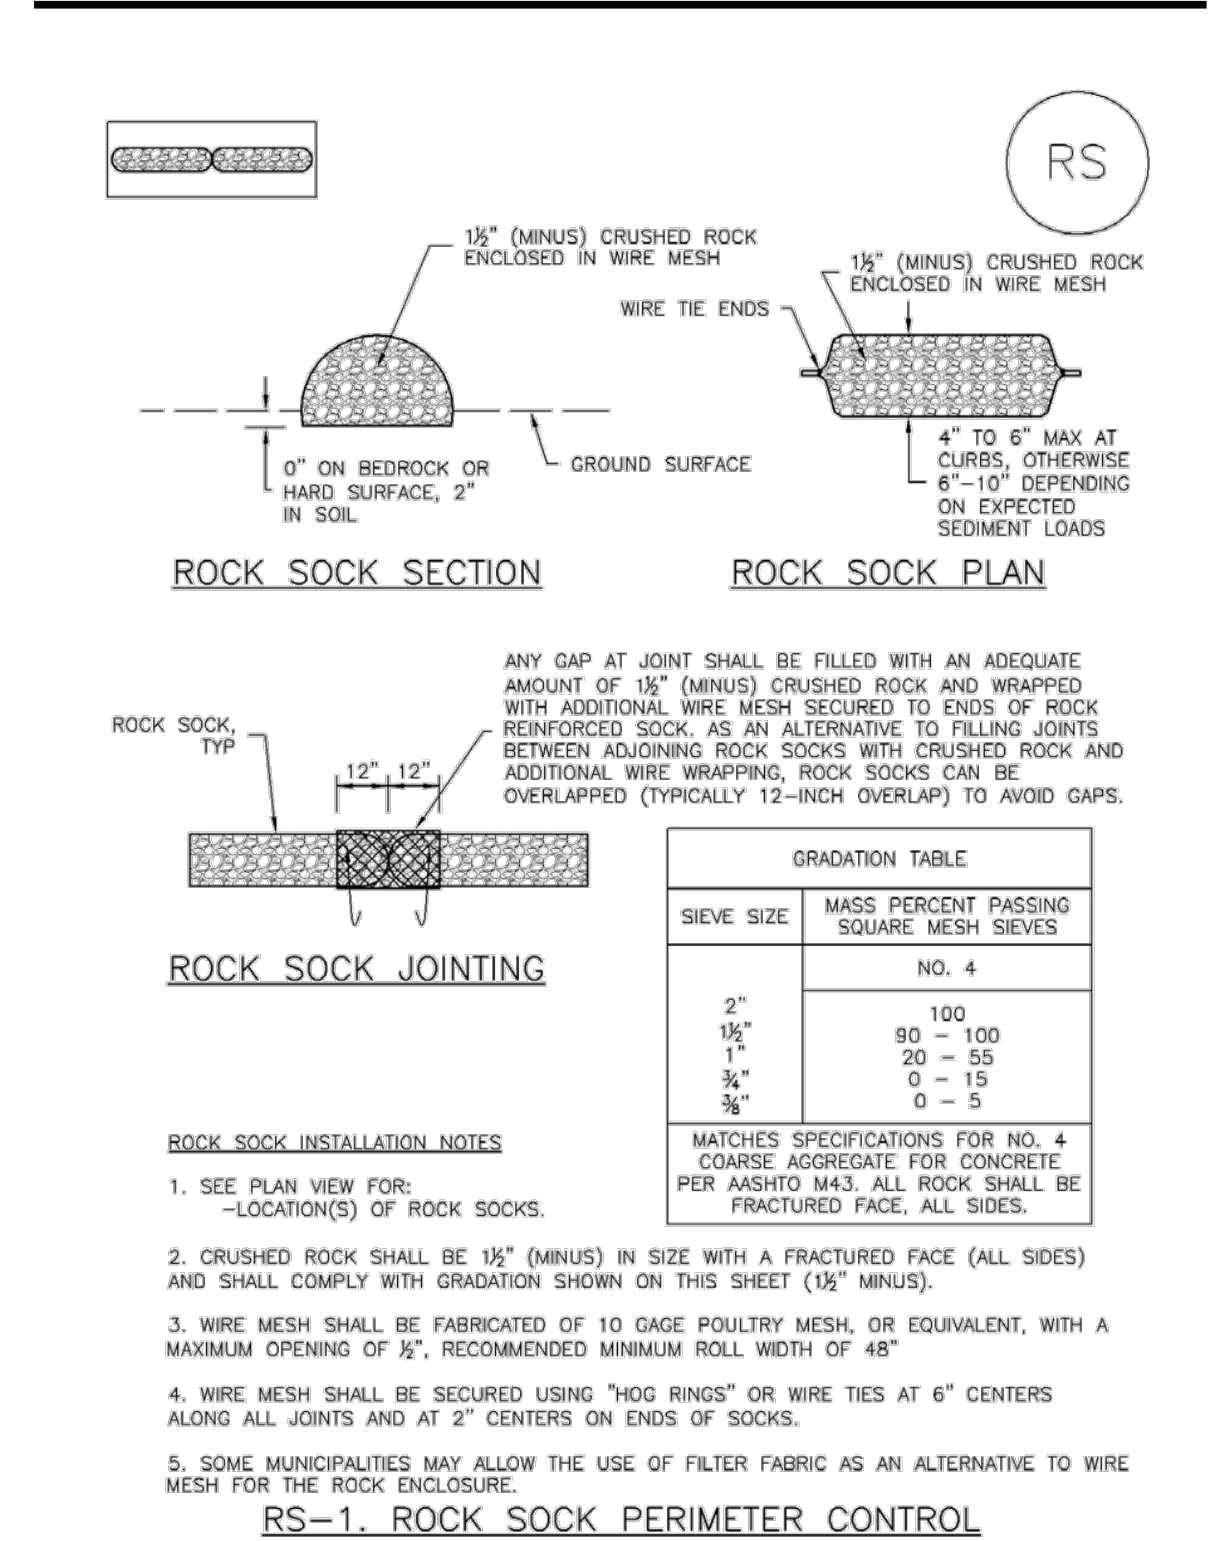 RS
1½" (MINUS) CRUSHED ROCK
ENCLOSED IN WIRE MESH
1½" (MINUS) CRUSHED ROCK
ENCLOSED IN WIRE MESH
WIRE TIE ENDS
GROUND SURFACE
0" ON BEDROCK OR
HARD SURFACE, 2"
IN SOIL
4" TO 6" MAX AT
CURBS, OTHERWISE
6"-10" DEPENDING
ON EXPECTED
SEDIMENT LOADS
ROCK SOCK SECTION
ROCK SOCK PLAN
ANY GAP AT JOINT SHALL BE FILLED WITH AN ADEQUATE
AMOUNT OF 1½" (MINUS) CRUSHED ROCK AND WRAPPED
WITH ADDITIONAL WIRE MESH SECURED TO ENDS OF ROCK
REINFORCED SOCK. AS AN ALTERNATIVE TO FILLING JOINTS
BETWEEN ADJOINING ROCK SOCKS WITH CRUSHED ROCK AND
ADDITIONAL WIRE WRAPPING, ROCK SOCKS CAN BE
OVERLAPPED (TYPICALLY 12-INCH OVERLAP) TO AVOID GAPS.
ROCK SOCK,
TYP
12" 12"
ROCK SOCK JOINTING
GRADATION TABLE
SIEVE SIZE
MASS PERCENT PASSING
SQUARE MESH SIEVES
NO. 4
2" 100
1½" 90 - 100
1" 20 - 55
¾" 0 - 15
⅜" 0 - 5
MATCHES SPECIFICATIONS FOR NO. 4
COARSE AGGREGATE FOR CONCRETE
PER AASHTO M43. ALL ROCK SHALL BE
FRACTURED FACE, ALL SIDES.
ROCK SOCK INSTALLATION NOTES
1. SEE PLAN VIEW FOR:
-LOCATION(S) OF ROCK SOCKS.
2. CRUSHED ROCK SHALL BE 1½" (MINUS) IN SIZE WITH A FRACTURED FACE (ALL SIDES)
AND SHALL COMPLY WITH GRADATION SHOWN ON THIS SHEET (1½" MINUS).
3. WIRE MESH SHALL BE FABRICATED OF 10 GAGE POULTRY MESH, OR EQUIVALENT, WITH A
MAXIMUM OPENING OF ½", RECOMMENDED MINIMUM ROLL WIDTH OF 48"
4. WIRE MESH SHALL BE SECURED USING "HOG RINGS" OR WIRE TIES AT 6" CENTERS
ALONG ALL JOINTS AND AT 2" CENTERS ON ENDS OF SOCKS.
5. SOME MUNICIPALITIES MAY ALLOW THE USE OF FILTER FABRIC AS AN ALTERNATIVE TO WIRE
MESH FOR THE ROCK ENCLOSURE.
RS-1. ROCK SOCK PERIMETER CONTROL